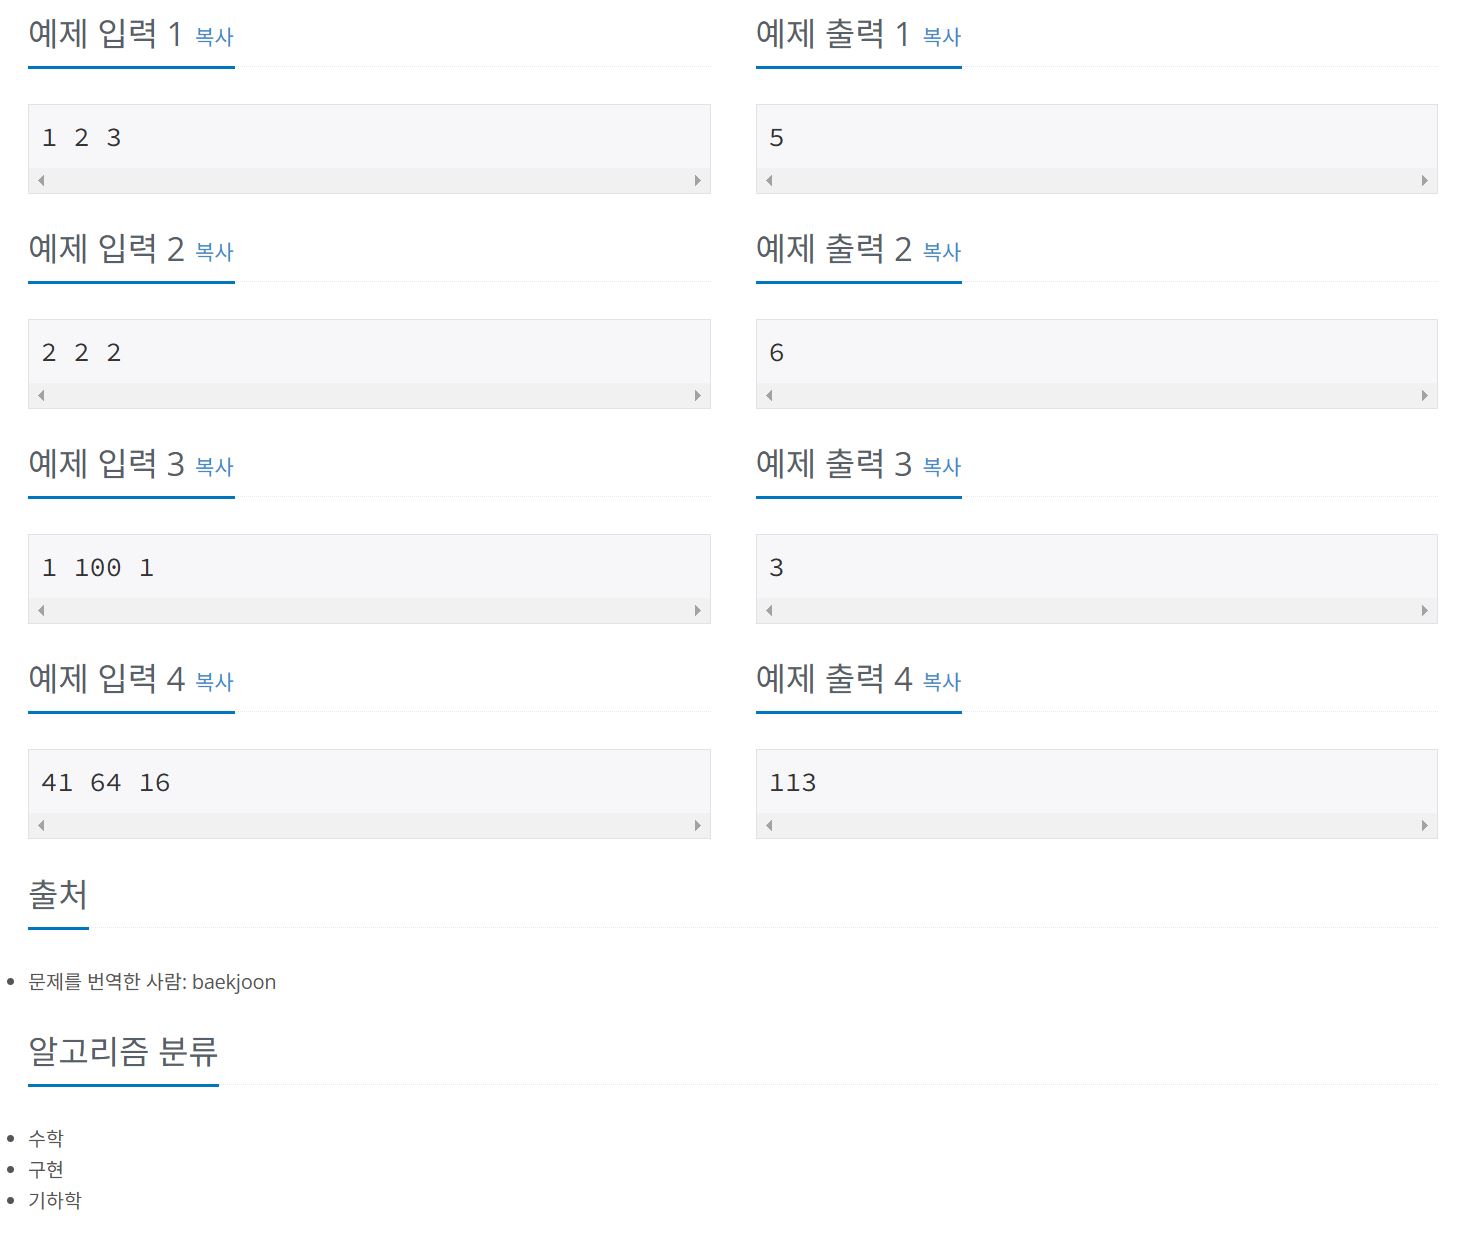 예제 입력 1 복사
예제 출력 1 복사
1 2 3
5
예제 입력 2 복사
예제 출력 2 복사
2 2 2
6
예제 입력 3 복사
예제 출력 3 복사
1 100 1
3
예제 입력 4 복사
예제 출력 4 복사
41 64 16
113
출처
문제를 번역한 사람: baekjoon
알고리즘 분류
수학
구현
기하학